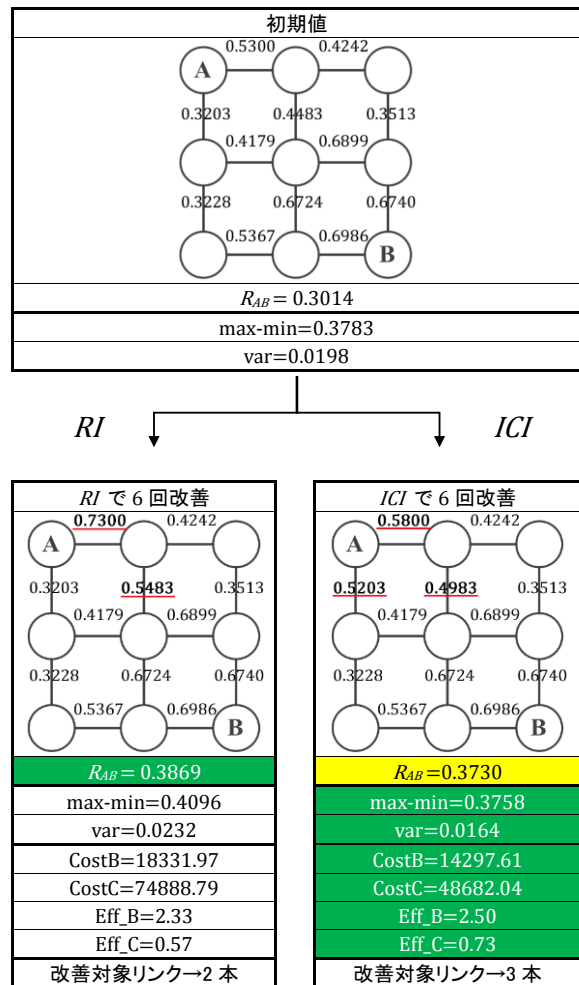 初期値
0.5300 0.4242
A
0.3203 0.4483 0.3513
0.4179 0.6899
0.3228 0.6724 0.6740
0.5367 0.6986 B
R_AB = 0.3014
max-min=0.3783
var=0.0198
RI ICI
RI で 6 回改善
0.7300 0.4242
A
0.3203 0.5483 0.3513
0.4179 0.6899
0.3228 0.6724 0.6740
0.5367 0.6986 B
R_AB = 0.3869
max-min=0.4096
var=0.0232
CostB=18331.97
CostC=74888.79
Eff_B=2.33
Eff_C=0.57
改善対象リンク→2 本
ICI で 6 回改善
0.5800 0.4242
A
0.5203 0.4983 0.3513
0.4179 0.6899
0.3228 0.6724 0.6740
0.5367 0.6986 B
R_AB =0.3730
max-min=0.3758
var=0.0164
CostB=14297.61
CostC=48682.04
Eff_B=2.50
Eff_C=0.73
改善対象リンク→3 本